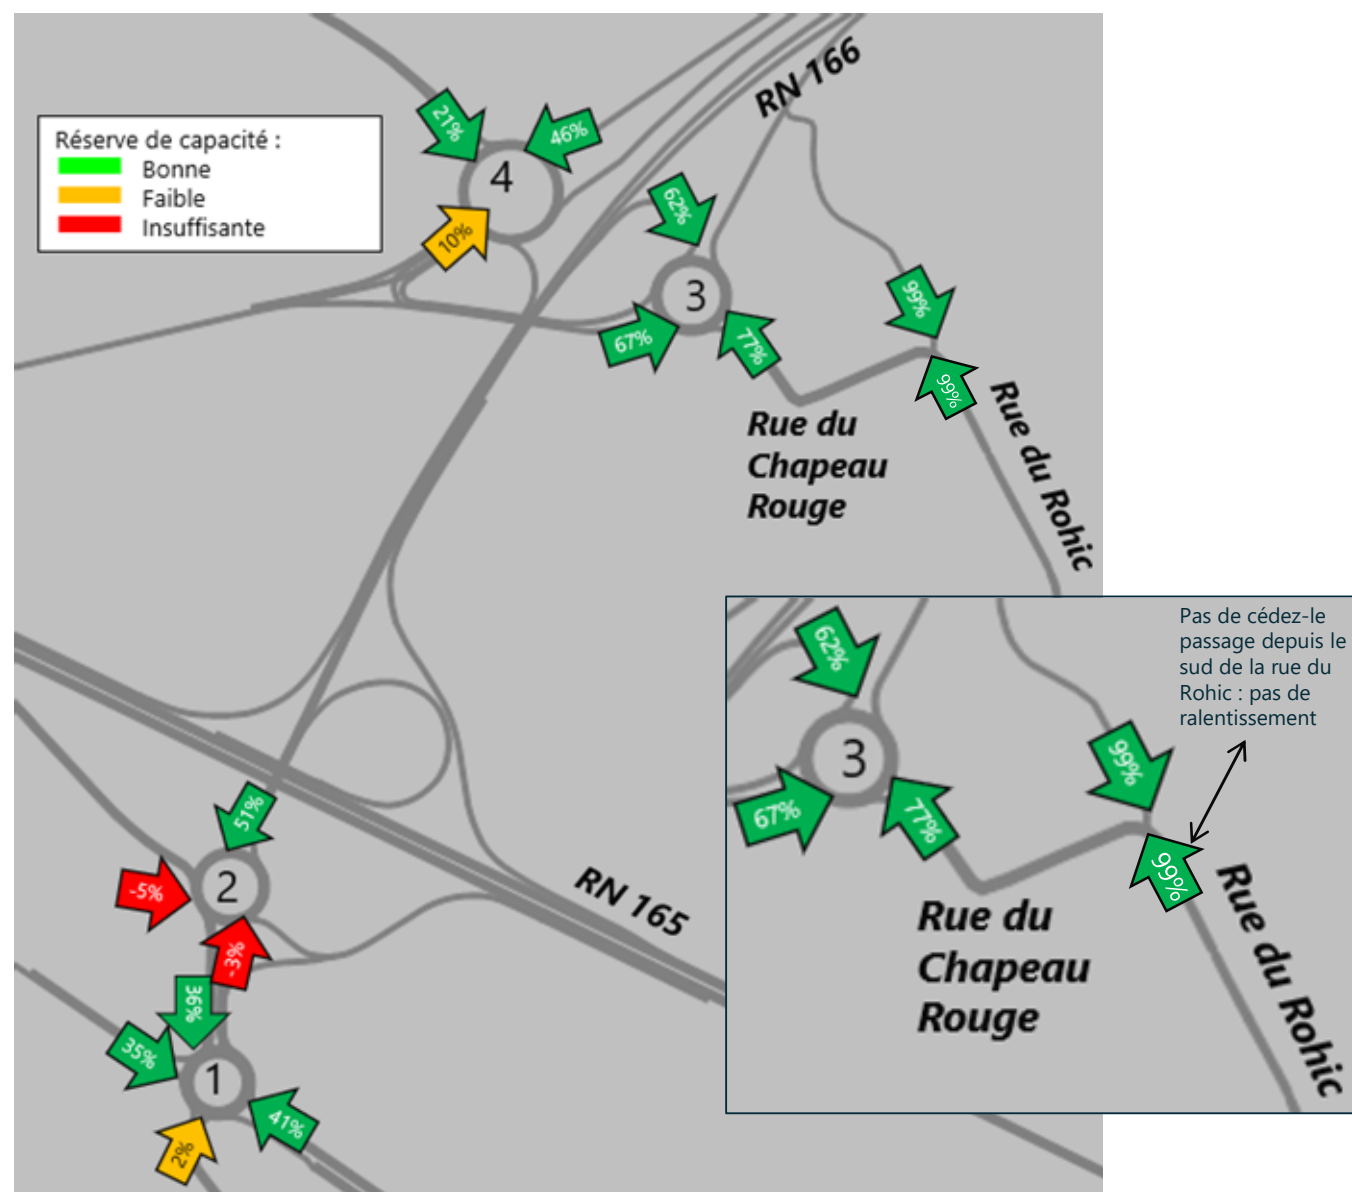 RN 166
21%
46%
Réserve de capacité :
Bonne
Faible
Insuffisante
4
10%
62%
3
67%
77%
99%
99%
Rue du
Chapeau
Rouge
Rue du Rohic
51%
2
-5%
-3%
RN 165
36%
35%
1
41%
2%
Pas de cédez-le
passage depuis le
sud de la rue du
Rohic : pas de
ralentissement
62%
3
67%
77%
99%
99%
Rue du
Chapeau
Rouge
Rue du Rohic